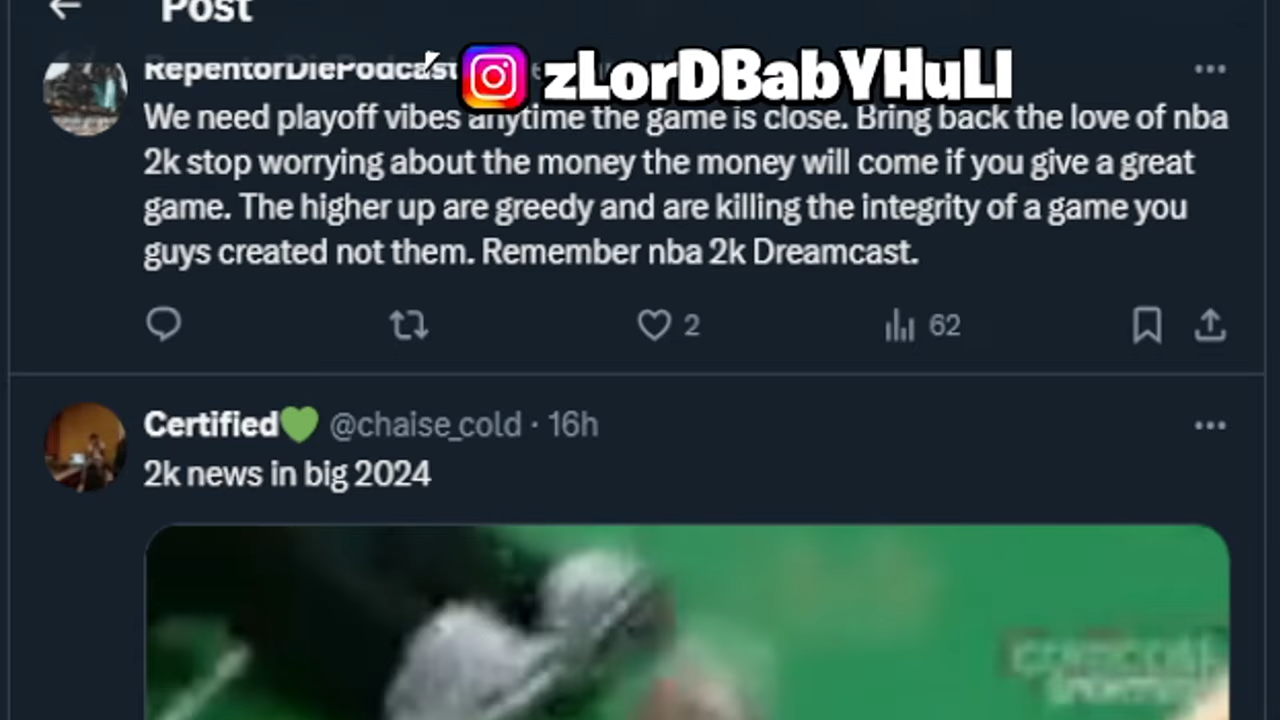 Post
RepentorDiePodcast
zLorDBabYHuLI
We need playoff vibes anytime the game is close. Bring back the love of nba
2k stop worrying about the money the money will come if you give a great
game. The higher up are greedy and are killing the integrity of a game you
guys created not them. Remember nba 2k Dreamcast.
2
62
Certified💚 @chaise_cold · 16h
2k news in big 2024